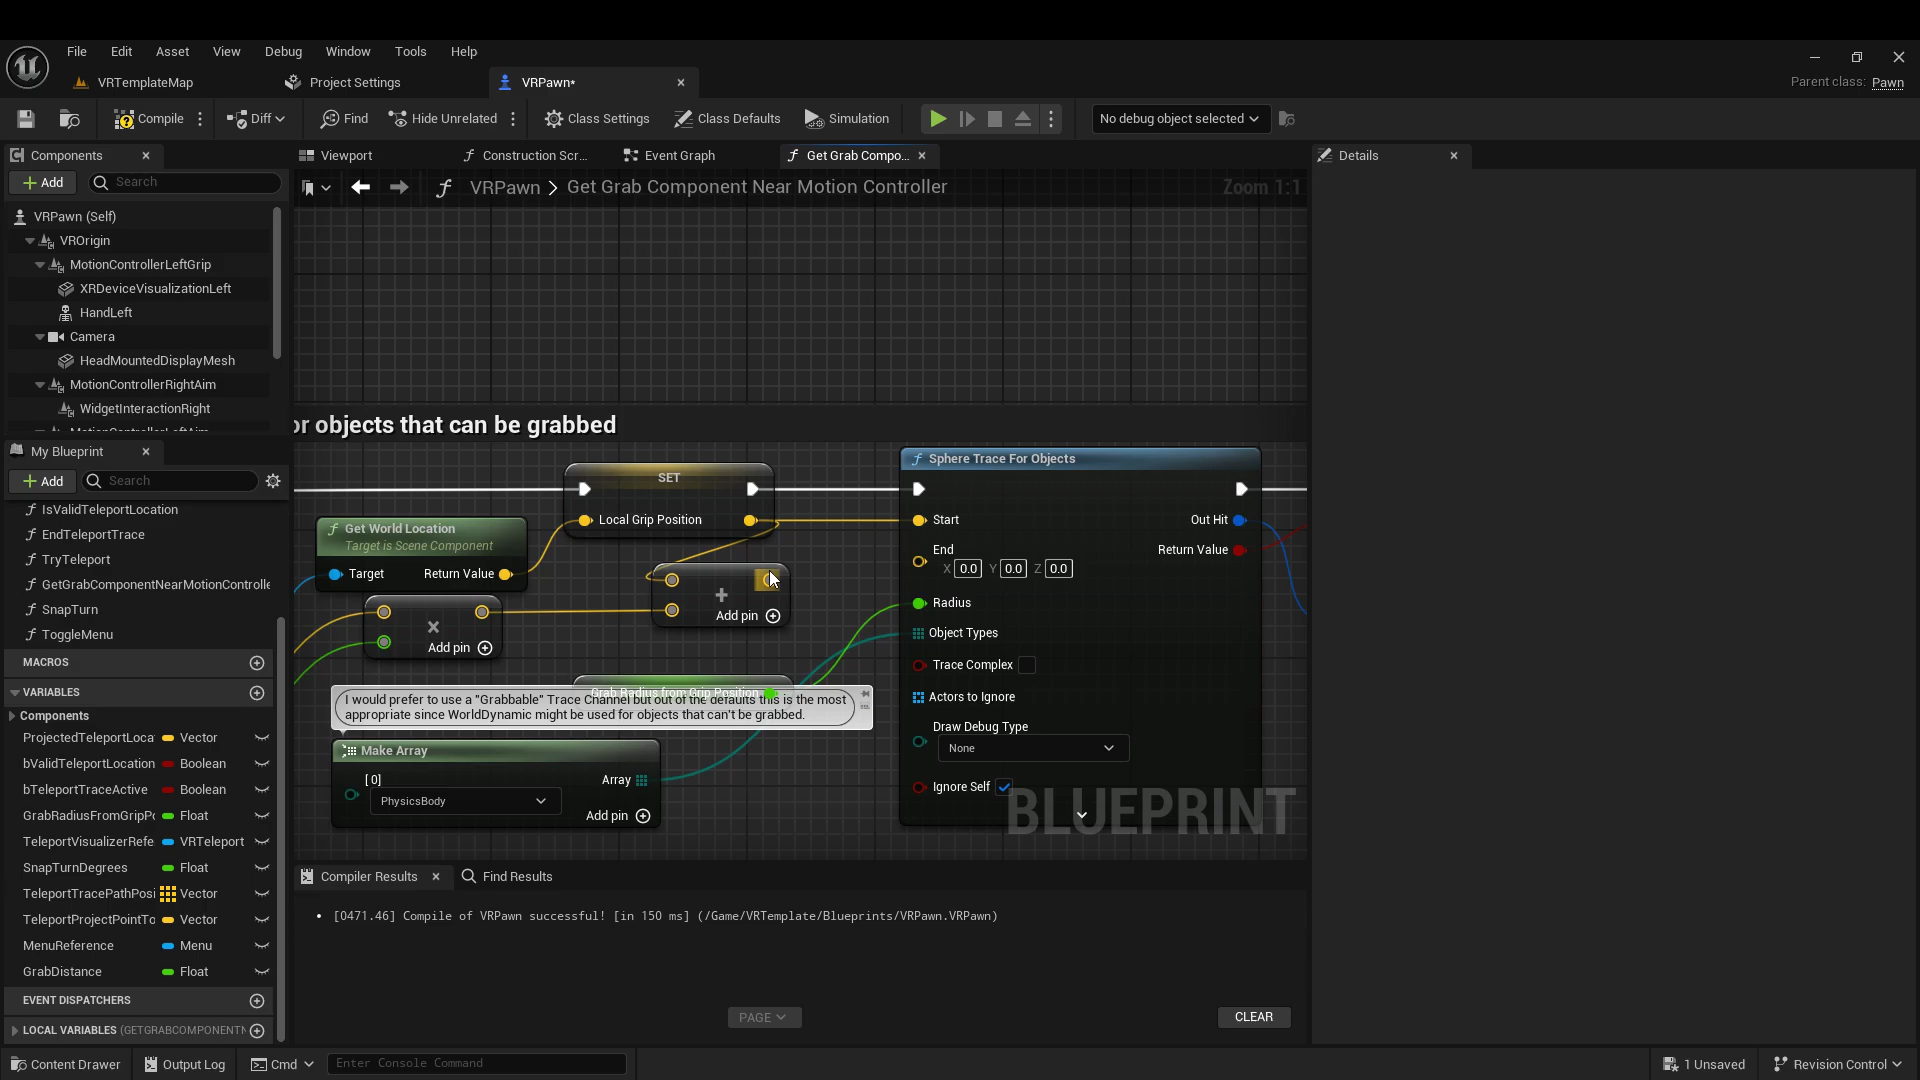 File Edit Asset View Debug Window Tools Help
VRTemplateMap Project Settings VRPawn*
Parent class: Pawn
Compile Diff Find Hide Unrelated Class Settings Class Defaults Simulation No debug object selected
Components
Add Search
VRPawn (Self)
VROrigin
MotionControllerLeftGrip
XRDeviceVisualizationLeft
HandLeft
Camera
HeadMountedDisplayMesh
MotionControllerRightAim
WidgetInteractionRight
My Blueprint
Add Search
IsValidTeleportLocation
EndTeleportTrace
TryTeleport
GetGrabComponentNearMotionControlle
SnapTurn
ToggleMenu
MACROS
VARIABLES
Components
ProjectedTeleportLoca Vector
bValidTeleportLocation Boolean
bTeleportTraceActive Boolean
GrabRadiusFromGripPo Float
TeleportVisualizerRefe VRTeleport
SnapTurnDegrees Float
TeleportTracePathPosi Vector
TeleportProjectPointTo Vector
MenuReference Menu
GrabDistance Float
EVENT DISPATCHERS
LOCAL VARIABLES (GETGRABCOMPONENTN
Viewport Construction Scr... Event Graph Get Grab Compo...
VRPawn > Get Grab Component Near Motion Controller
Zoom 1:1
or objects that can be grabbed
SET
Local Grip Position
Get World Location
Target is Scene Component
Target Return Value
×
Add pin
+
Add pin
Grab Radius from Grip Position
I would prefer to use a "Grabbable" Trace Channel but out of the defaults this is the most
appropriate since WorldDynamic might be used for objects that can't be grabbed.
Make Array
[0] Array
PhysicsBody
Add pin
Sphere Trace For Objects
Start Out Hit
End Return Value
X 0.0 Y 0.0 Z 0.0
Radius
Object Types
Trace Complex
Actors to Ignore
Draw Debug Type
None
Ignore Self
BLUEPRINT
Compiler Results Find Results
[0471.46] Compile of VRPawn successful! [in 150 ms] (/Game/VRTemplate/Blueprints/VRPawn.VRPawn)
PAGE CLEAR
Details
Content Drawer Output Log Cmd Enter Console Command 1 Unsaved Revision Control